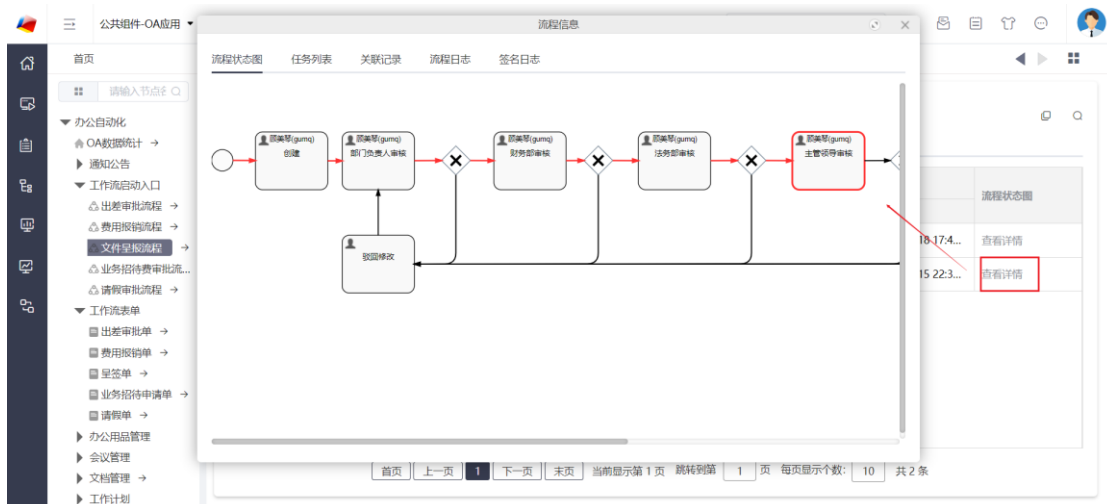 公共组件-OA应用
流程信息
首页
流程状态图 任务列表 关联记录 流程日志 签名日志
办公自动化
OA数据统计
通知公告
工作流启动入口
出差审批流程
费用报销流程
文件呈报流程
业务招待费审批流...
请假审批流程
工作流表单
出差审批单
费用报销单
呈签单
业务招待申请单
请假单
办公用品管理
会议管理
文档管理
工作计划
顾美琴(gumq)
创建
顾美琴(gumq)
部门负责人审核
顾美琴(gumq)
财务部审核
顾美琴(gumq)
法务部审核
顾美琴(gumq)
主管领导审核
驳回修改
流程状态图
18 17:4... 查看详情
15 22:3... 查看详情
首页 上一页 1 下一页 末页 当前显示第 1 页 跳转到第 1 页 每页显示个数: 10 共 2 条